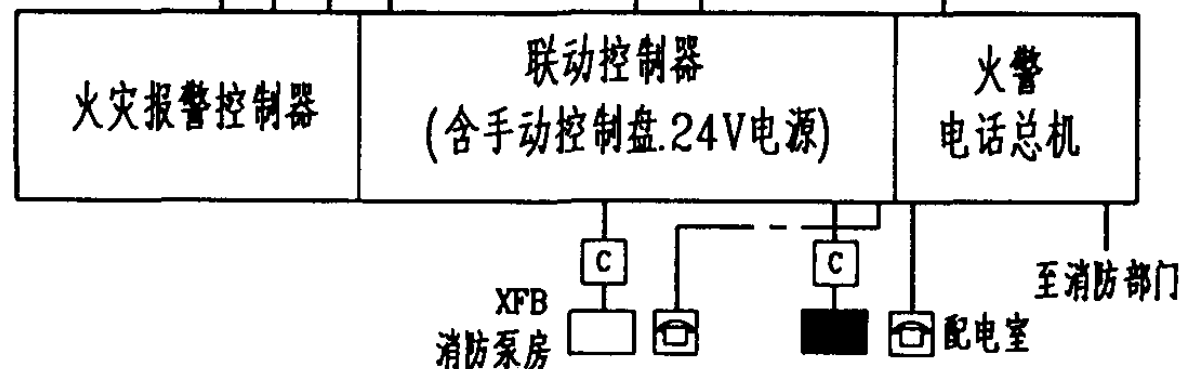 火灾报警控制器
联动控制器
(含手动控制盘.24V电源)
火警
电话总机
C
C
至消防部门
XFB
消防泵房
配电室